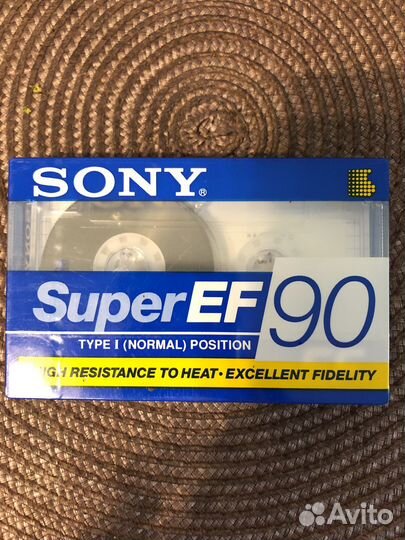 SONY®
Super EF 90
TYPE I (NORMAL) POSITION
HIGH RESISTANCE TO HEAT • EXCELLENT FIDELITY
Avito